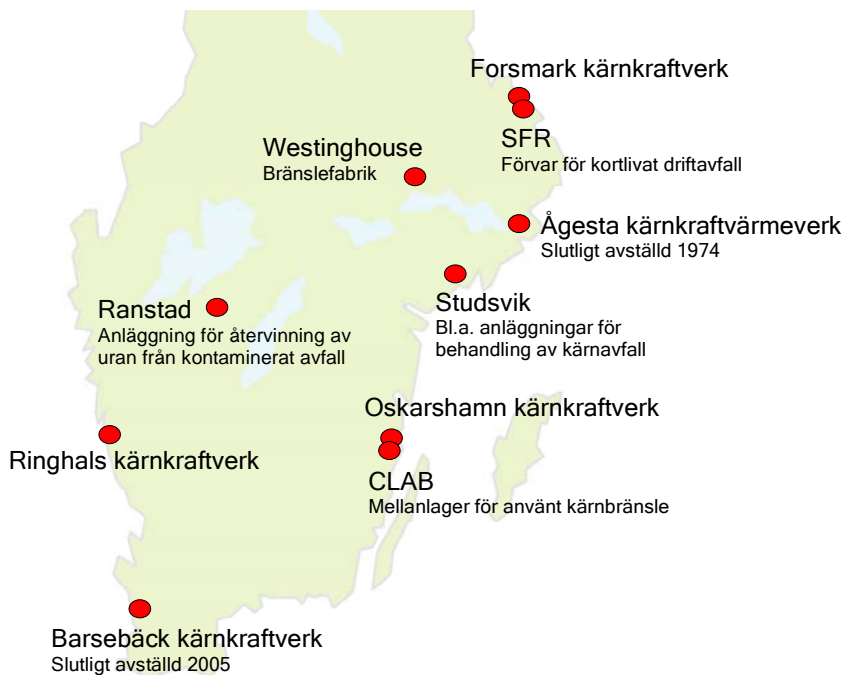 Forsmark kärnkraftverk
SFR
Förvar för kortlivat driftavfall
Westinghouse
Bränslefabrik
Ågesta kärnkraftvärmeverk
Slutligt avställd 1974
Studsvik
Bl.a. anläggningar för
behandling av kärnavfall
Ranstad
Anläggning för återvinning av
uran från kontaminerat avfall
Oskarshamn kärnkraftverk
CLAB
Mellanlager för använt kärnbränsle
Ringhals kärnkraftverk
Barsebäck kärnkraftverk
Slutligt avställd 2005